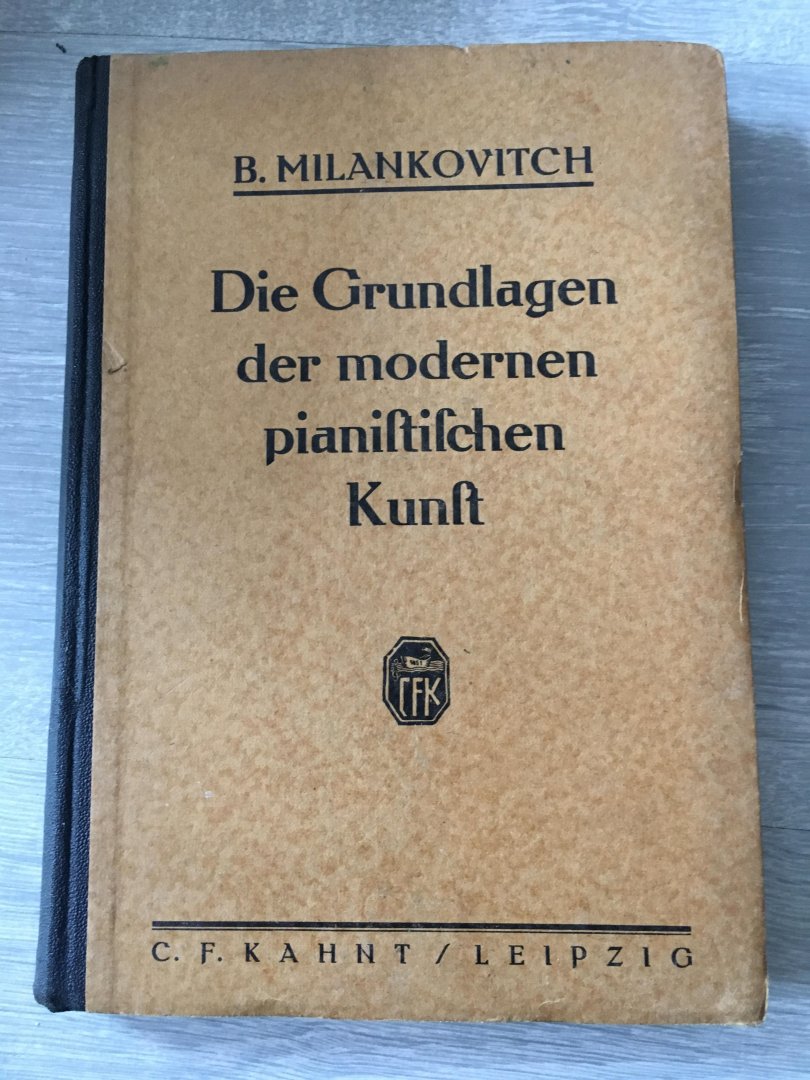 B. MILANKOVITCH
Die Grundlagen
der modernen
pianiſtiſchen
Kunſt
CFK
C. F. KAHNT / LEIPZIG